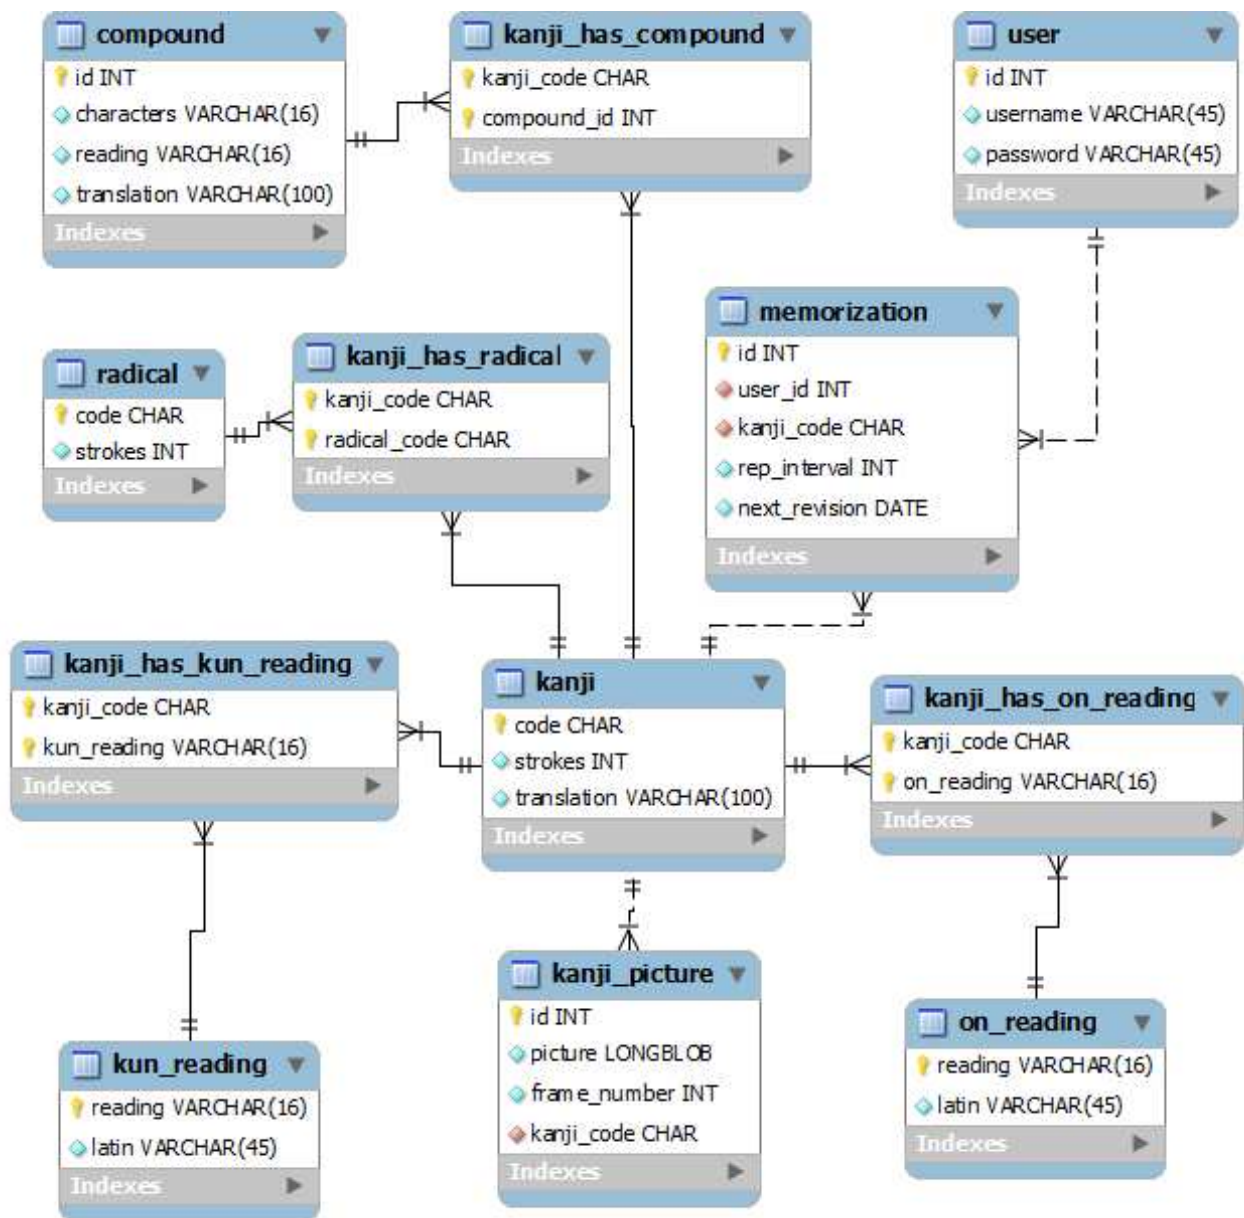 compound
id INT
characters VARCHAR(16)
reading VARCHAR(16)
translation VARCHAR(100)
Indexes
kanji_has_compound
kanji_code CHAR
compound_id INT
Indexes
user
id INT
username VARCHAR(45)
password VARCHAR(45)
Indexes
radical
code CHAR
strokes INT
Indexes
kanji_has_radical
kanji_code CHAR
radical_code CHAR
Indexes
memorization
id INT
user_id INT
kanji_code CHAR
rep_interval INT
next_revision DATE
Indexes
kanji_has_kun_reading
kanji_code CHAR
kun_reading VARCHAR(16)
Indexes
kanji
code CHAR
strokes INT
translation VARCHAR(100)
Indexes
kanji_has_on_reading
kanji_code CHAR
on_reading VARCHAR(16)
Indexes
kun_reading
reading VARCHAR(16)
latin VARCHAR(45)
Indexes
kanji_picture
id INT
picture LONGBLOB
frame_number INT
kanji_code CHAR
Indexes
on_reading
reading VARCHAR(16)
latin VARCHAR(45)
Indexes